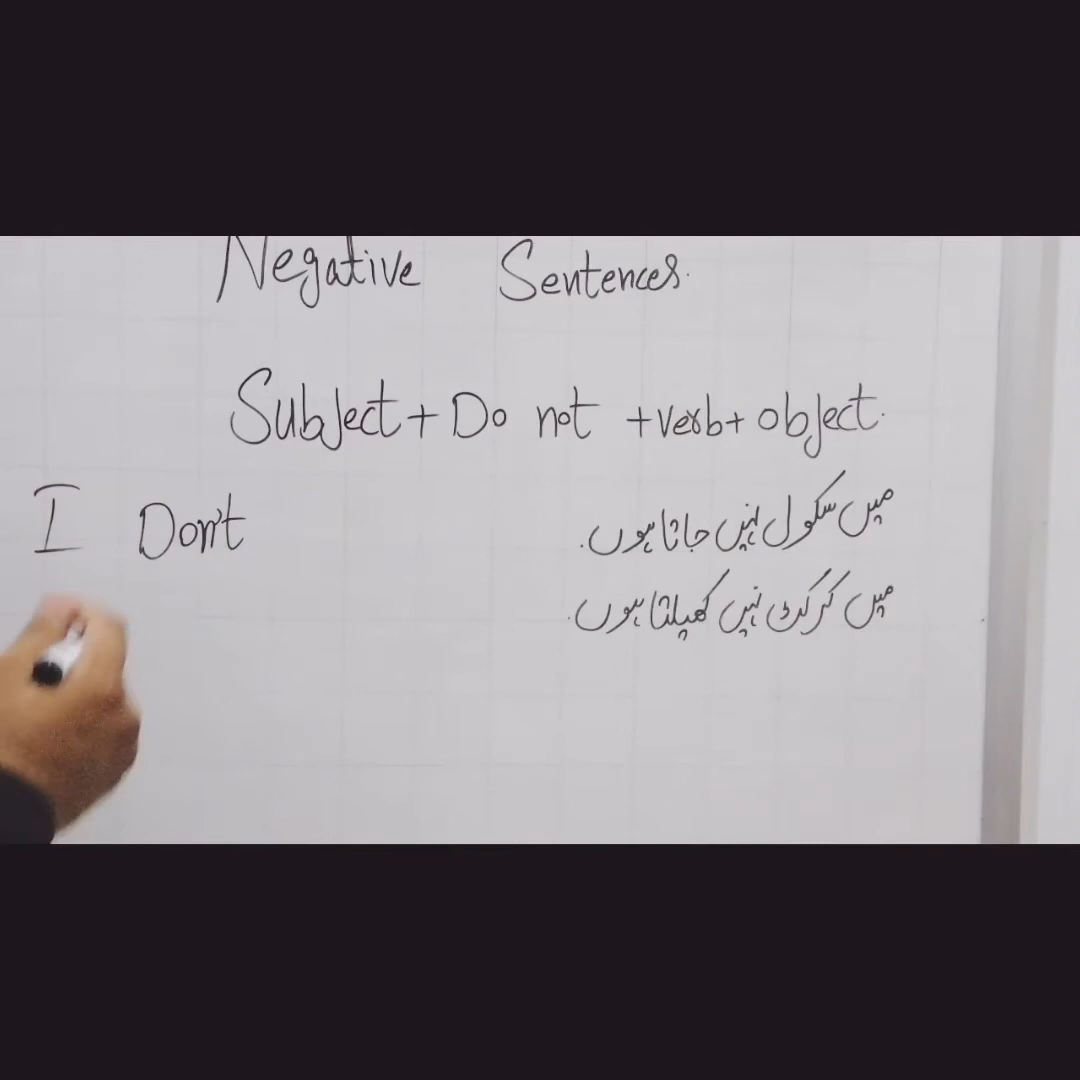 Negative Sentences.
Subject + Do not + verb + object.
I Don't میں سکول نہیں جاتا ہوں.
میں کرکٹ نہیں کھیلتا ہوں.